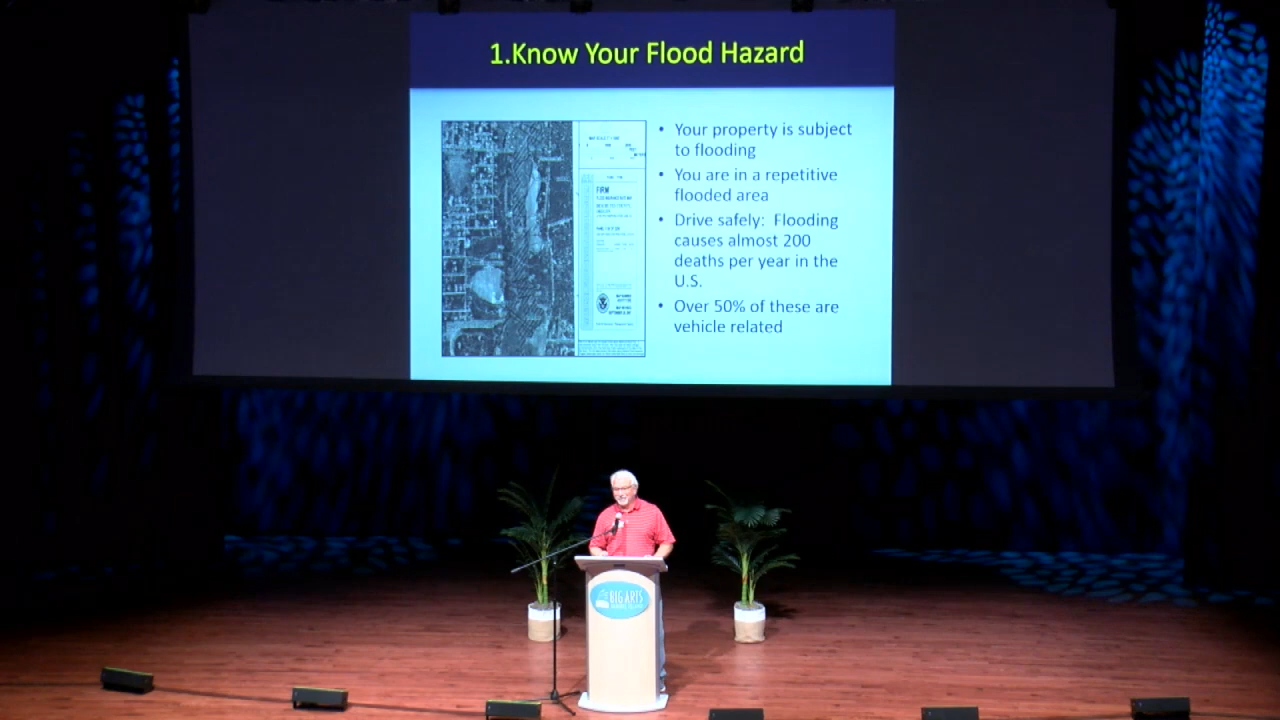 1.Know Your Flood Hazard
• Your property is subject
to flooding
• You are in a repetitive
flooded area
• Drive safely: Flooding
causes almost 200
deaths per year in the
U.S.
• Over 50% of these are
vehicle related
FIRM
BIG ARTS